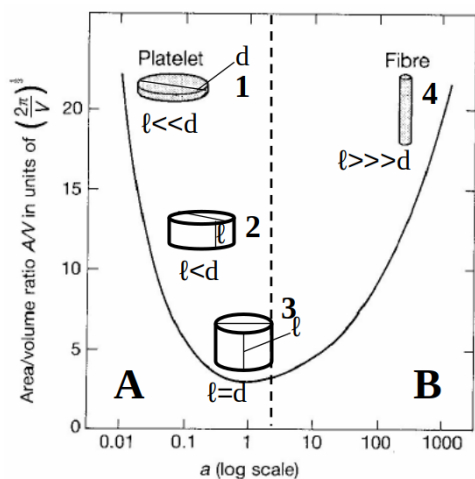 Platelet
d
1
ℓ<<d
Fibre
4
ℓ>>>d
2
ℓ
ℓ<d
3
ℓ
ℓ=d
A
B
Area/volume ratio A/V in units of (2π/V)
20
15
10
5
0
0.01 0.1 1 10 100 1000
a (log scale)